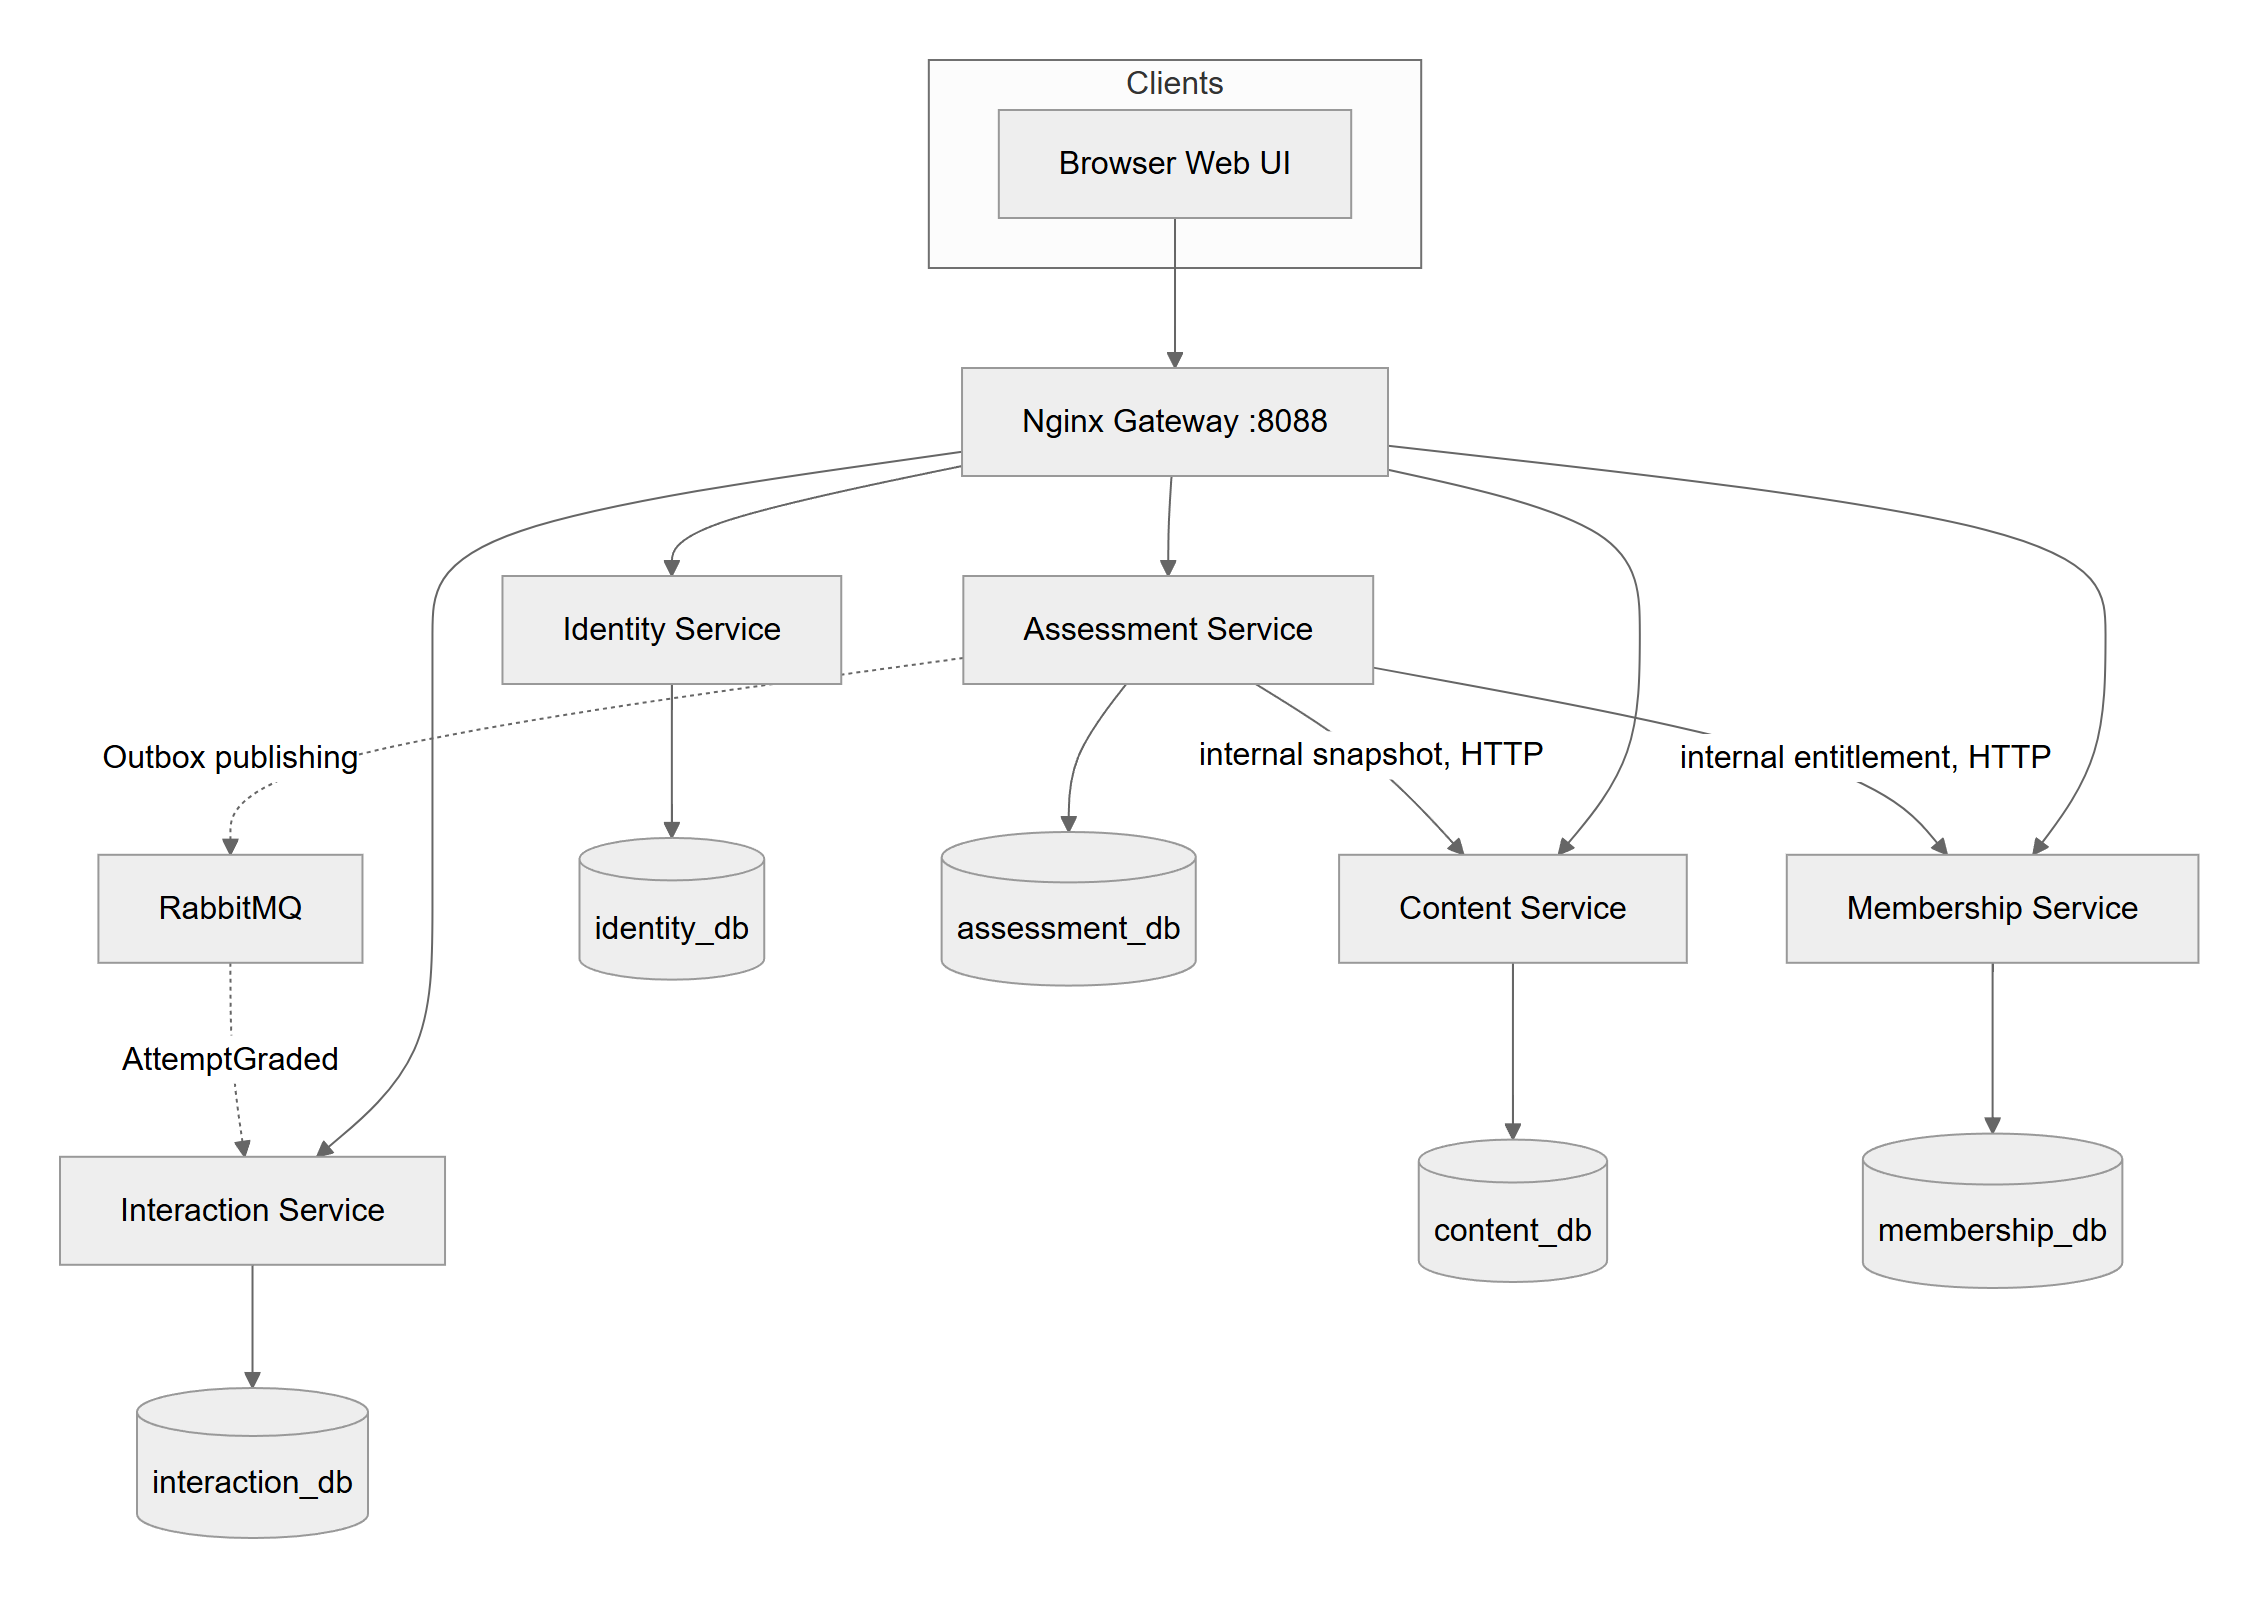 Clients
Browser Web UI
Nginx Gateway :8088
Identity Service
Assessment Service
Outbox publishing
internal snapshot, HTTP
internal entitlement, HTTP
RabbitMQ
identity_db
assessment_db
Content Service
Membership Service
AttemptGraded
Interaction Service
content_db
membership_db
interaction_db